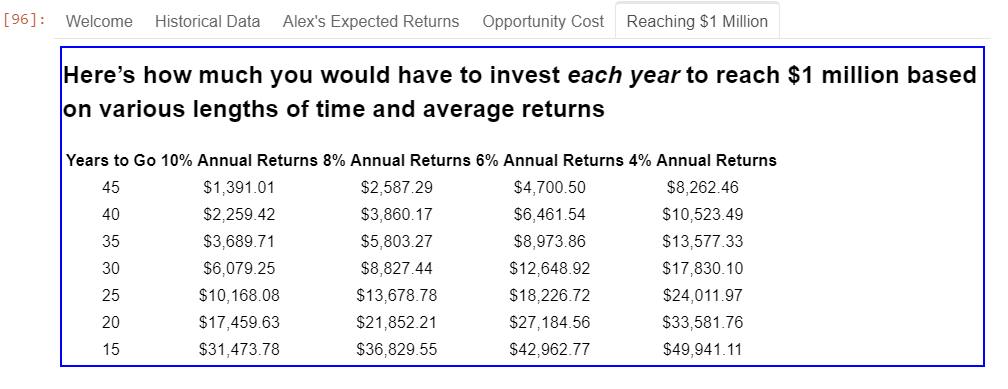 [96]: Welcome Historical Data Alex's Expected Returns Opportunity Cost Reaching $1 Million
Here’s how much you would have to invest each year to reach $1 million based
on various lengths of time and average returns
Years to Go 10% Annual Returns 8% Annual Returns 6% Annual Returns 4% Annual Returns
45 $1,391.01 $2,587.29 $4,700.50 $8,262.46
40 $2,259.42 $3,860.17 $6,461.54 $10,523.49
35 $3,689.71 $5,803.27 $8,973.86 $13,577.33
30 $6,079.25 $8,827.44 $12,648.92 $17,830.10
25 $10,168.08 $13,678.78 $18,226.72 $24,011.97
20 $17,459.63 $21,852.21 $27,184.56 $33,581.76
15 $31,473.78 $36,829.55 $42,962.77 $49,941.11